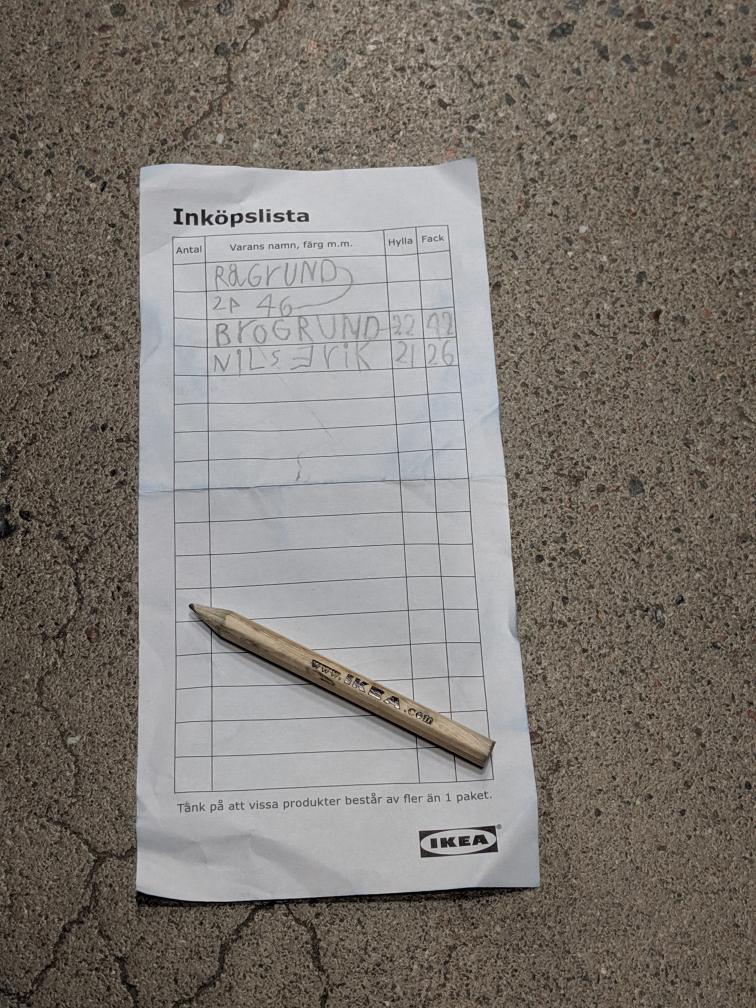 Inköpslista
Antal Varans namn, färg m.m. Hylla Fack
RåGrUND
2P 46
BroGRUND 22 42
NiLs EriK 21 26
www.IKEA.com
Tänk på att vissa produkter består av fler än 1 paket.
IKEA